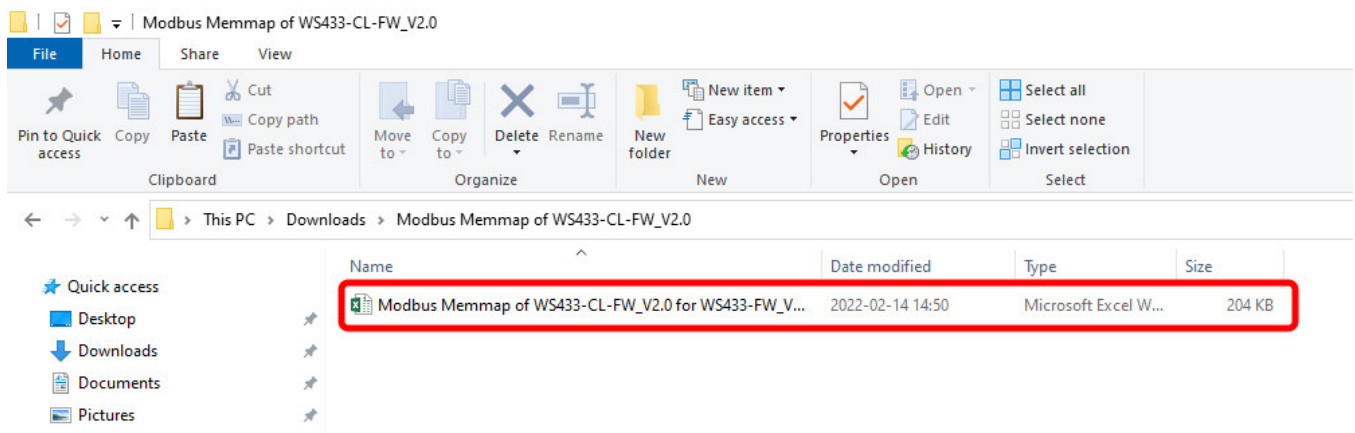 Modbus Memmap of WS433-CL-FW_V2.0
File Home Share View
Pin to Quick access
Copy
Paste
Cut
Copy path
Paste shortcut
Clipboard
Move to
Copy to
Delete
Rename
Organize
New folder
New item
Easy access
New
Properties
Open
Edit
History
Open
Select all
Select none
Invert selection
Select
This PC > Downloads > Modbus Memmap of WS433-CL-FW_V2.0
Name Date modified Type Size
Modbus Memmap of WS433-CL-FW_V2.0 for WS433-FW_V... 2022-02-14 14:50 Microsoft Excel W... 204 KB
Quick access
Desktop
Downloads
Documents
Pictures